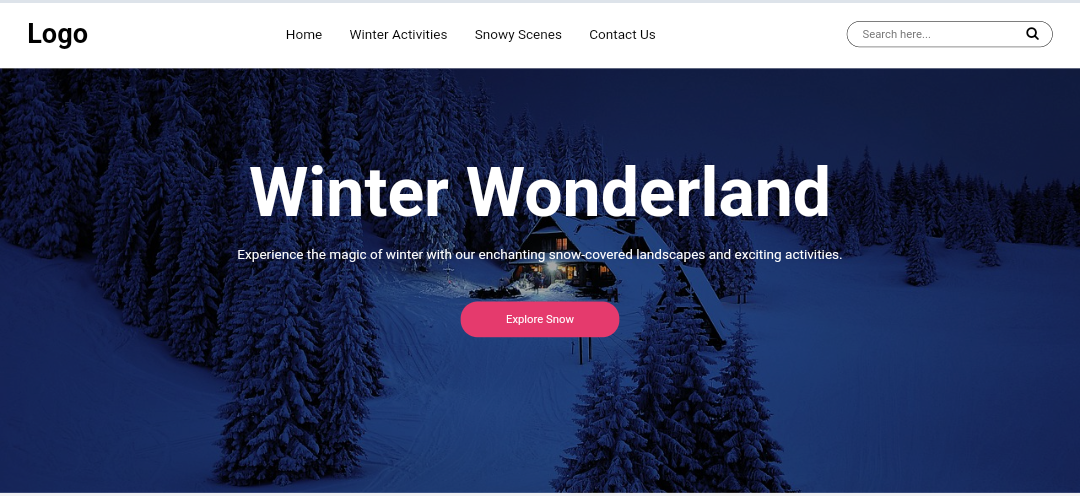 Logo
Home Winter Activities Snowy Scenes Contact Us
Search here...
Winter Wonderland
Experience the magic of winter with our enchanting snow-covered landscapes and exciting activities.
Explore Snow